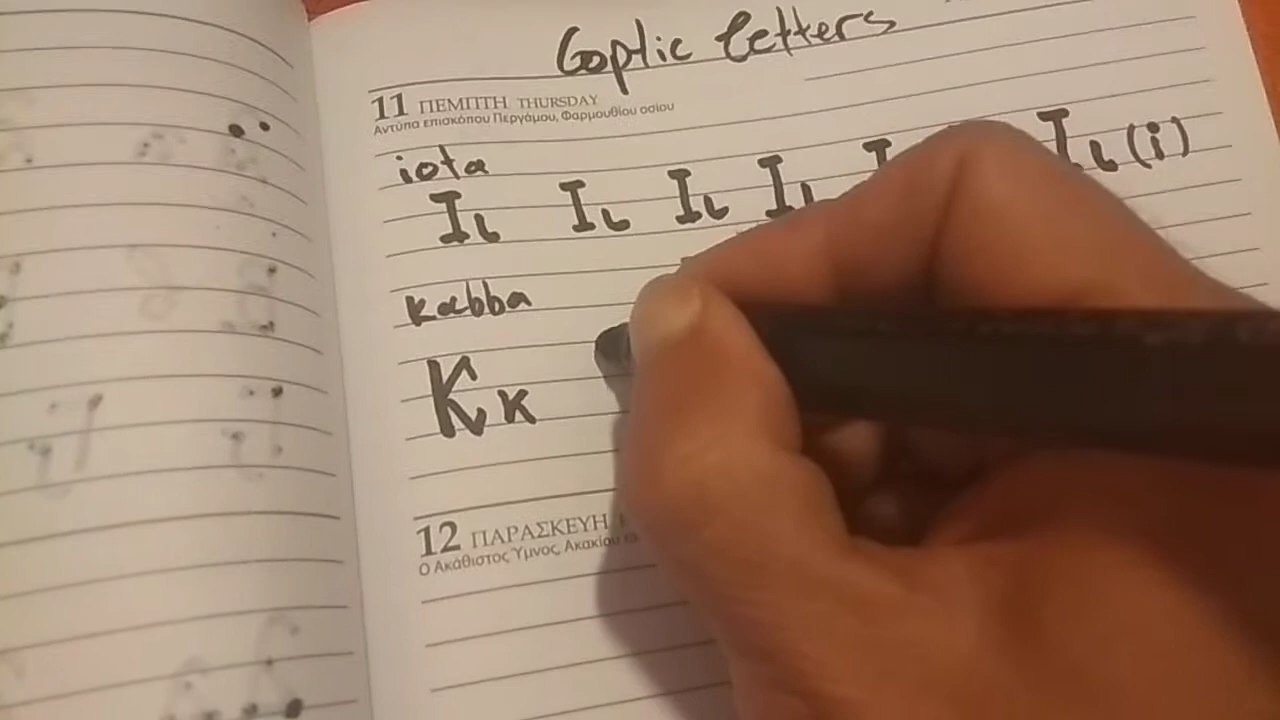 Coptic letters
11 ΠΕΜΠΤΗ THURSDAY
Αντύπα επισκόπου Περγάμου, Φαρμουθίου οσίου
iota
Ιι Ιι Ιι Ιι Ι Ιι (i)
kabba
Κκ
12 ΠΑΡΑΣΚΕΥΗ
Ο Ακάθιστος Ύμνος, Ακακίου